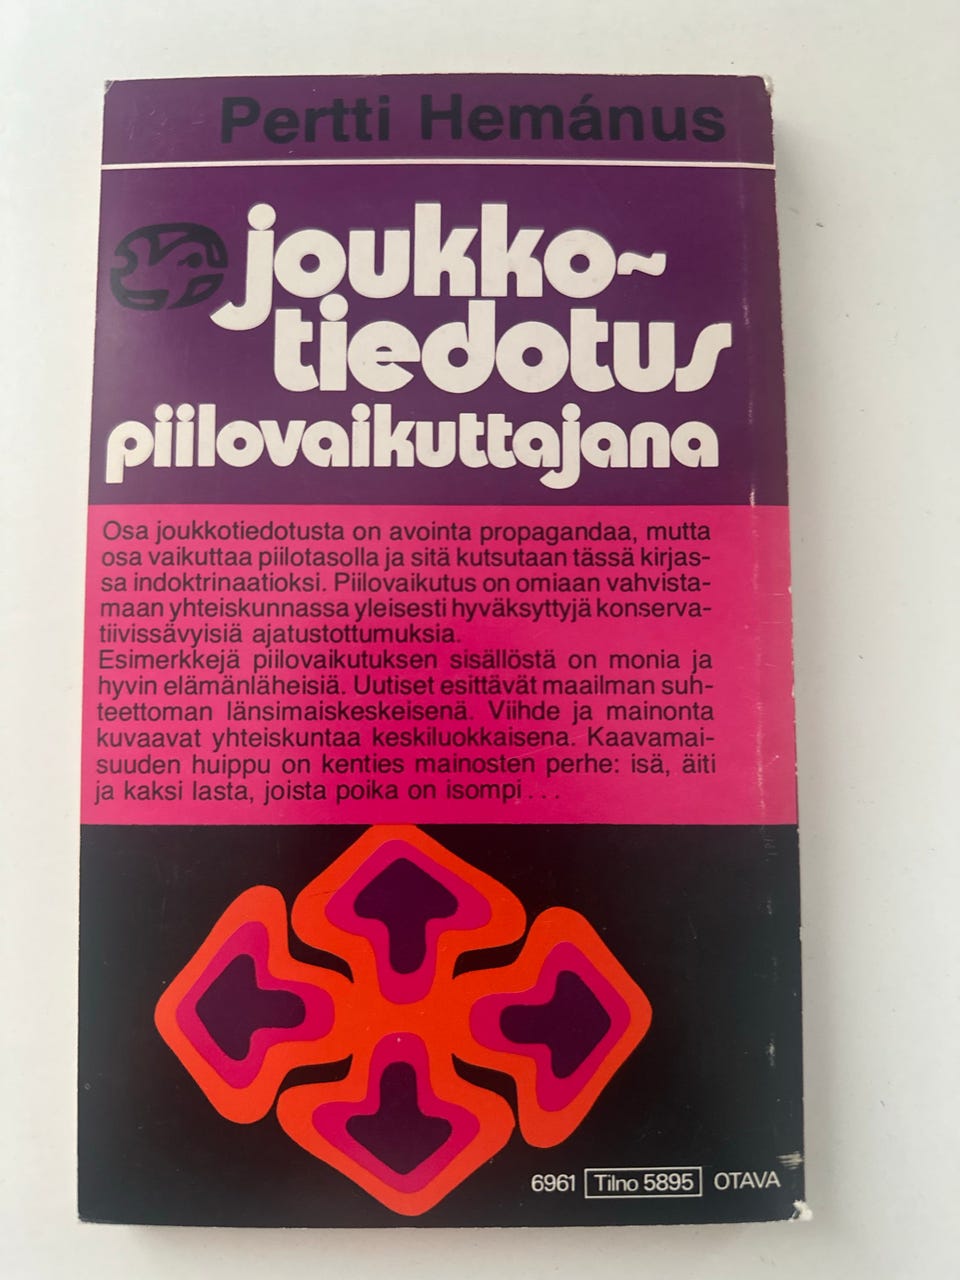 Pertti Hemánus
joukko~
tiedotus
piilovaikuttajana
Osa joukkotiedotusta on avointa propagandaa, mutta
osa vaikuttaa piilotasolla ja sitä kutsutaan tässä kirjas-
sa indoktrinaatioksi. Piilovaikutus on omiaan vahvista-
maan yhteiskunnassa yleisesti hyväksyttyjä konserva-
tiivissävyisiä ajatustottumuksia.
Esimerkkejä piilovaikutuksen sisällöstä on monia ja
hyvin elämänläheisiä. Uutiset esittävät maailman suh-
teettoman länsimaiskeskeisenä. Viihde ja mainonta
kuvaavat yhteiskuntaa keskiluokkaisena. Kaavamai-
suuden huippu on kenties mainosten perhe: isä, äiti
ja kaksi lasta, joista poika on isompi . . .
6961 Tilno 5895 OTAVA